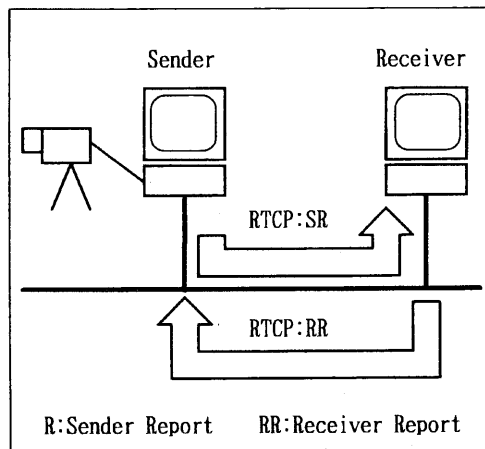 Sender Receiver
RTCP:SR
RTCP:RR
R:Sender Report RR:Receiver Report